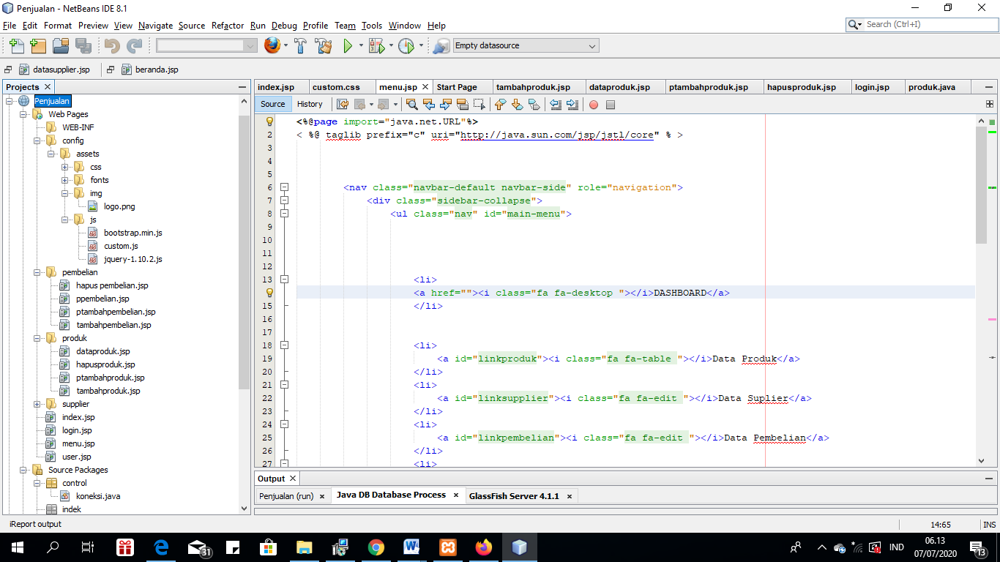 Penjualan - NetBeans IDE 8.1
File Edit Format Preview View Navigate Source Refactor Run Debug Profile Team Tools Window Help
Search (Ctrl+I)
Empty datasource
datasupplier.jsp beranda.jsp
Projects
index.jsp custom.css menu.jsp Start Page tambahproduk.jsp dataproduk.jsp ptambahproduk.jsp hapusproduk.jsp login.jsp produk.java
Source History
Penjualan
Web Pages
WEB-INF
config
assets
css
fonts
img
logo.png
js
bootstrap.min.js
custom.js
jquery-1.10.2.js
pembelian
hapus pembelian.jsp
ppembelian.jsp
ptambahpembelian.jsp
tambahpembelian.jsp
produk
dataproduk.jsp
hapusproduk.jsp
ptambahproduk.jsp
tambahproduk.jsp
supplier
index.jsp
login.jsp
menu.jsp
user.jsp
Source Packages
control
koneksi.java
indek
<%@page import="java.net.URL"%>
2 < %@ taglib prefix="c" uri="http://java.sun.com/jsp/jstl/core" % >
3
4
5
6 <nav class="navbar-default navbar-side" role="navigation">
7 <div class="sidebar-collapse">
8 <ul class="nav" id="main-menu">
9
10
11
12
13 <li>
<a href=""><i class="fa fa-desktop "></i>DASHBOARD</a>
15 </li>
16
17
18 <li>
19 <a id="linkproduk"><i class="fa fa-table "></i>Data Produk</a>
20 </li>
21 <li>
22 <a id="linksupplier"><i class="fa fa-edit "></i>Data Suplier</a>
23 </li>
24 <li>
25 <a id="linkpembelian"><i class="fa fa-edit "></i>Data Pembelian</a>
26 </li>
27 <li>
Output
Penjualan (run) Java DB Database Process GlassFish Server 4.1.1
iReport output
14:65 INS
31
IND
06.13
07/07/2020
13